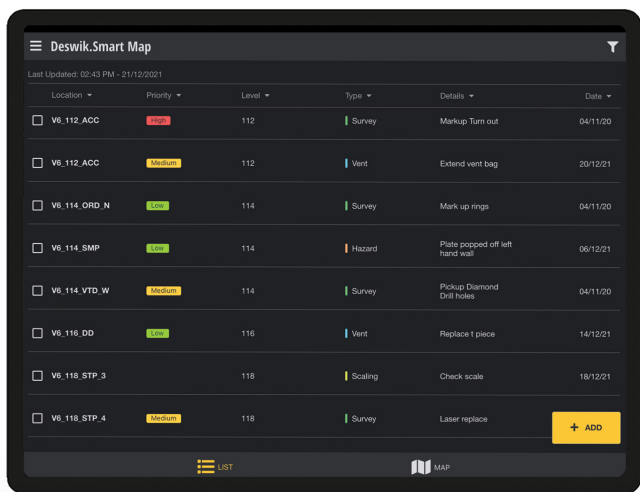 Deswik.Smart Map
Last Updated: 02:43 PM - 21/12/2021
Location Priority Level Type Details Date
V6_112_ACC High 112 Survey Markup Turn out 04/11/20
V6_112_ACC Medium 112 Vent Extend vent bag 20/12/21
V6_114_ORD_N Low 114 Survey Mark up rings 04/11/20
V6_114_SMP Low 114 Hazard Plate popped off left 06/12/21
hand wall
V6_114_VTD_W Medium 114 Survey Pickup Diamond 04/11/20
Drill holes
V6_116_DD Low 116 Vent Replace t piece 14/12/21
V6_118_STP_3 118 Scaling Check scale 18/12/21
V6_118_STP_4 Medium 118 Survey Laser replace
+ ADD
LIST MAP